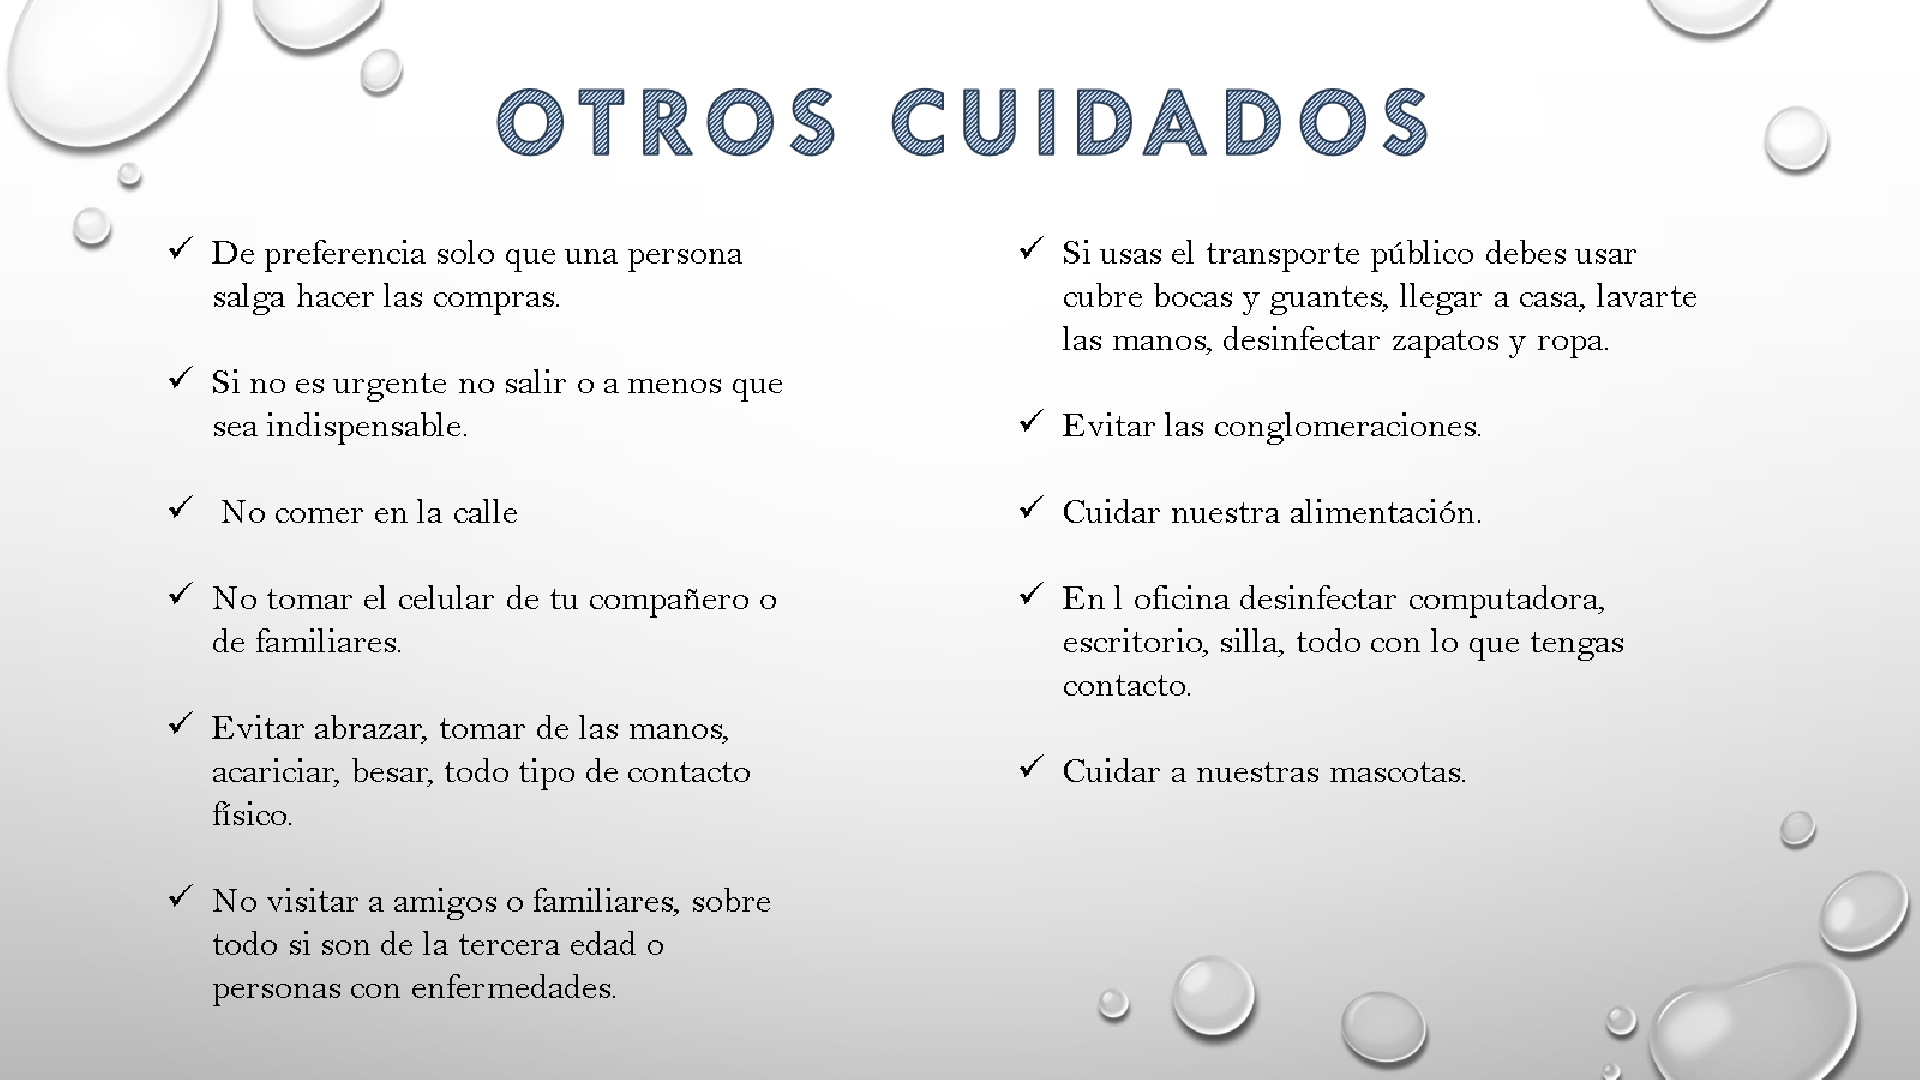 OTROS CUIDADOS
✓ De preferencia solo que una persona
salga hacer las compras.
✓ Si no es urgente no salir o a menos que
sea indispensable.
✓ No comer en la calle
✓ No tomar el celular de tu compañero o
de familiares.
✓ Evitar abrazar, tomar de las manos,
acariciar, besar, todo tipo de contacto
físico.
✓ No visitar a amigos o familiares, sobre
todo si son de la tercera edad o
personas con enfermedades.
✓ Si usas el transporte público debes usar
cubre bocas y guantes, llegar a casa, lavarte
las manos, desinfectar zapatos y ropa.
✓ Evitar las conglomeraciones.
✓ Cuidar nuestra alimentación.
✓ En l oficina desinfectar computadora,
escritorio, silla, todo con lo que tengas
contacto.
✓ Cuidar a nuestras mascotas.